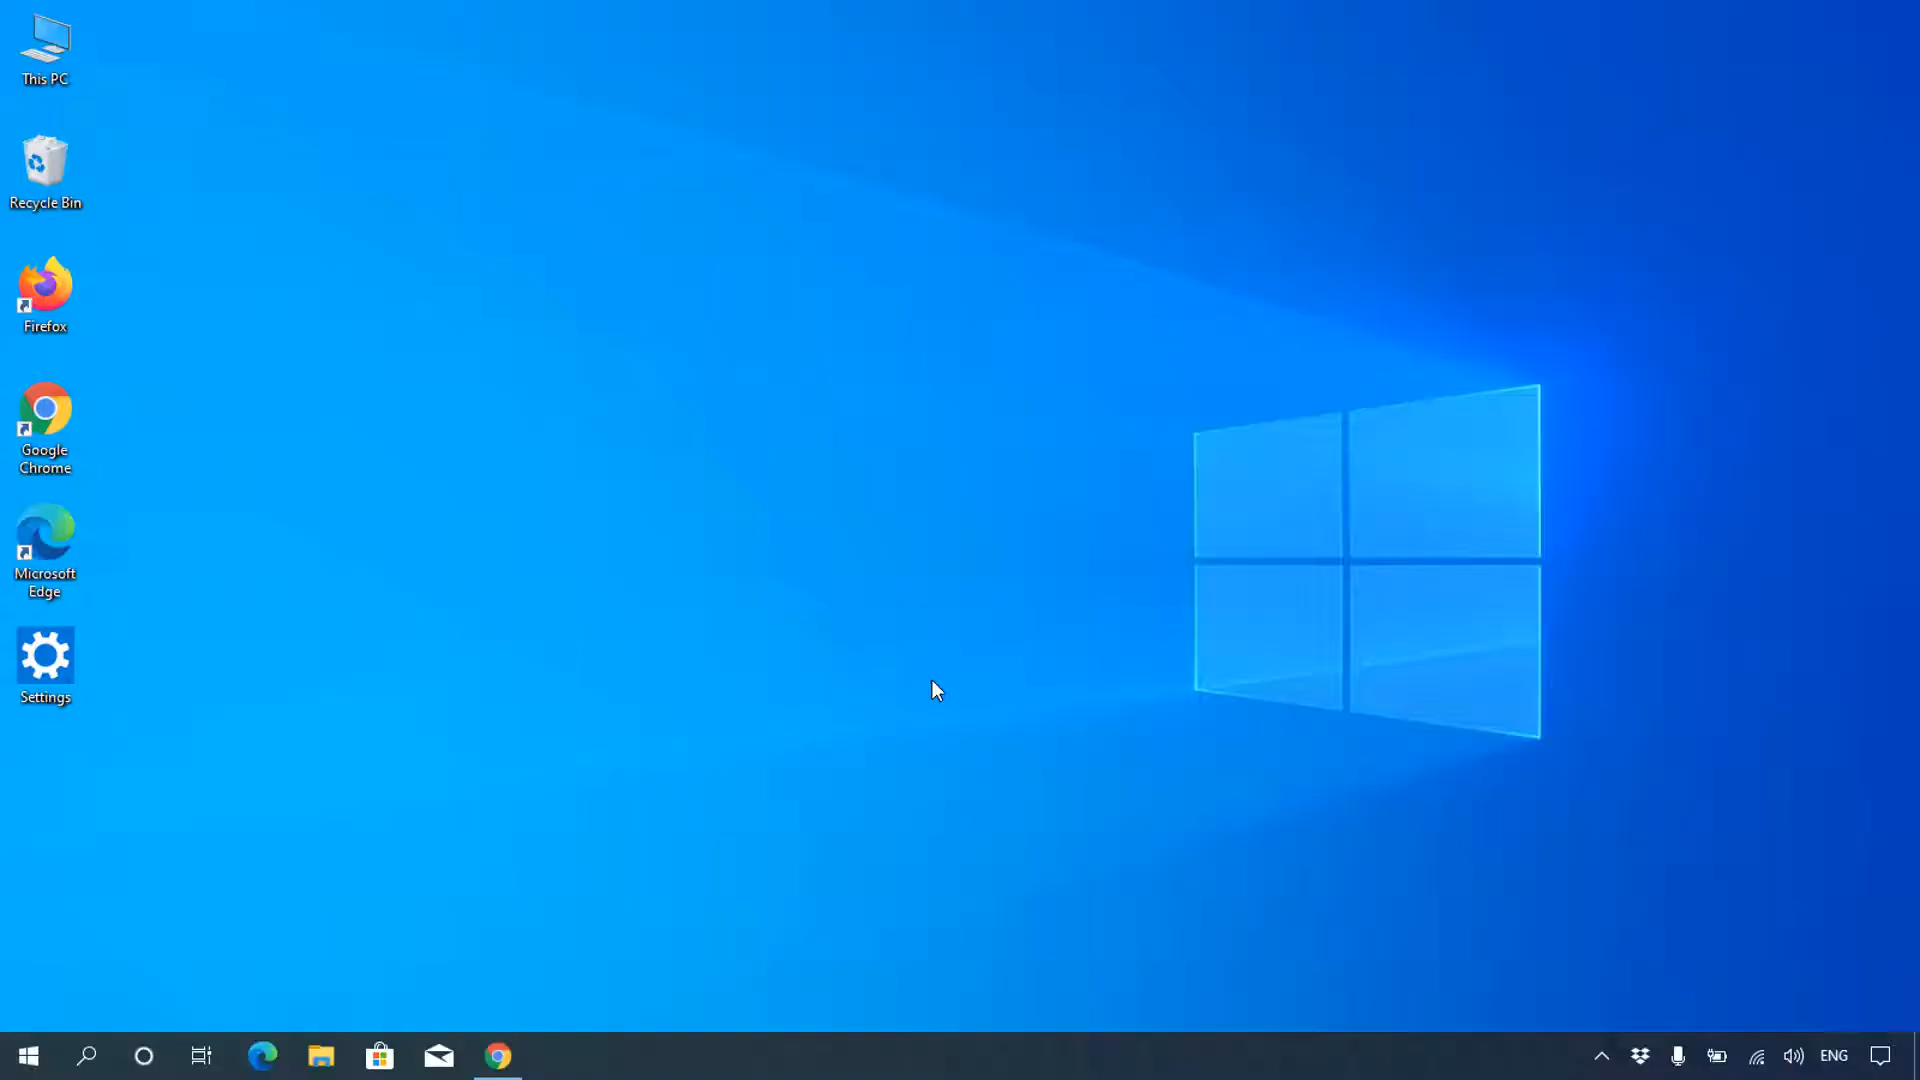 This PC
Recycle Bin
Firefox
Google
Chrome
Microsoft
Edge
Settings
ENG